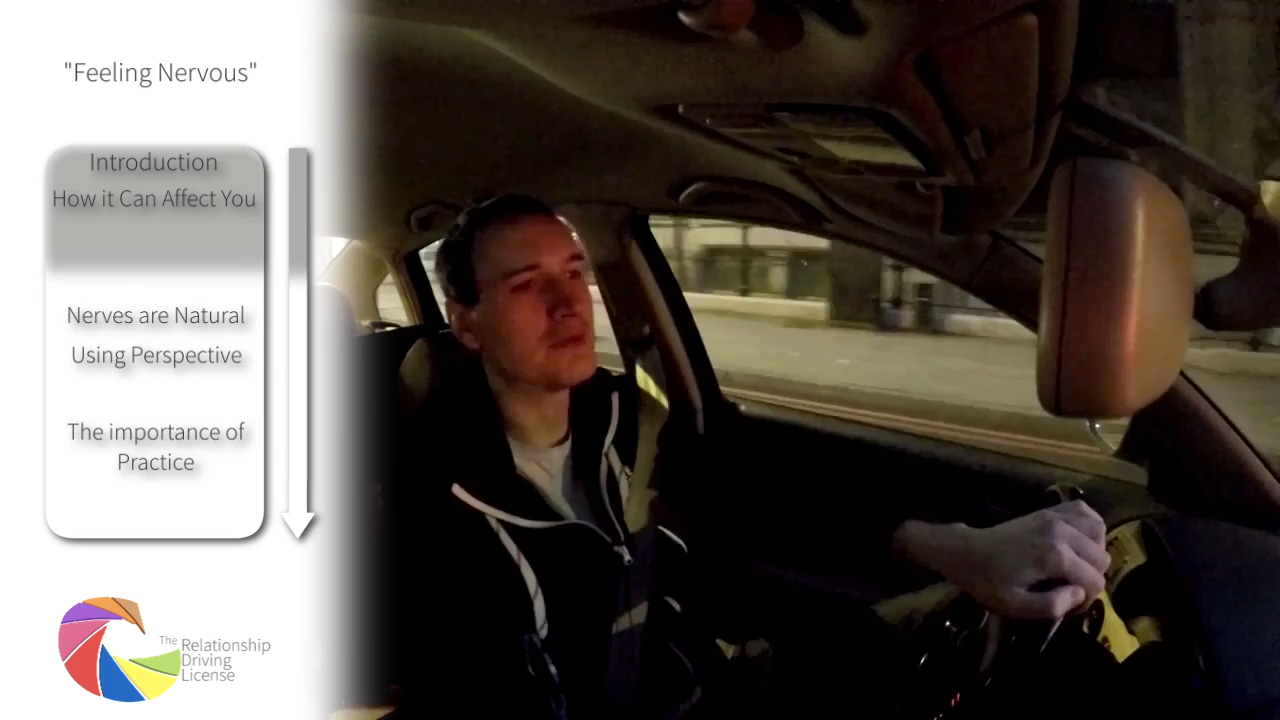 "Feeling Nervous"
Introduction
How it Can Affect You
Nerves are Natural
Using Perspective
The importance of
Practice
The Relationship
Driving
License